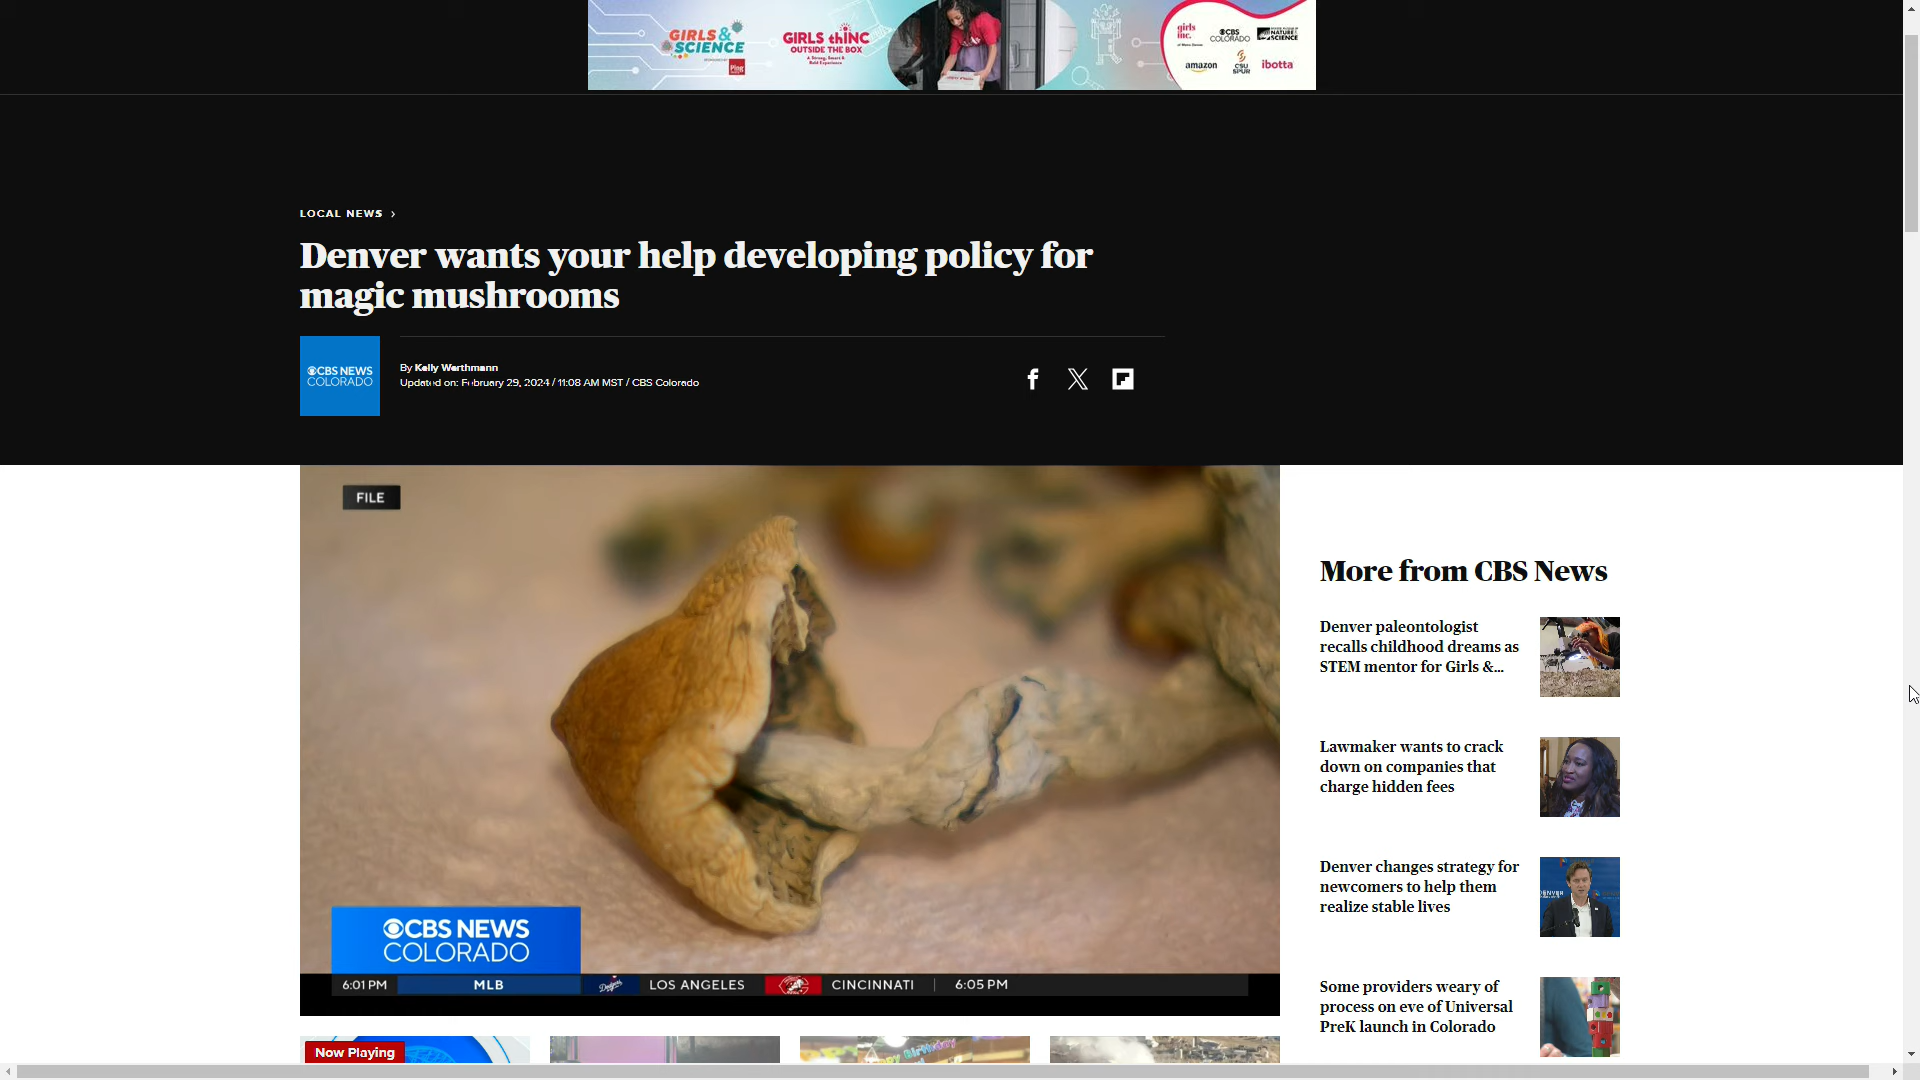 GIRLS &
SCIENCE
GIRLS thINC
OUTSIDE THE BOX
A Strong, Smart &
Bold Experience
girls
inc.
CBS
COLORADO
NATURE &
SCIENCE
amazon
CSU
SPUR
ibotta
LOCAL NEWS
Denver wants your help developing policy for
magic mushrooms
CBS NEWS
COLORADO
By Kelly Werthmann
Updated on: February 29, 2024 / 11:08 AM MST / CBS Colorado
FILE
CBS NEWS
COLORADO
6:01 PM MLB Dodgers LOS ANGELES CINCINNATI 6:05 PM
More from CBS News
Denver paleontologist
recalls childhood dreams as
STEM mentor for Girls &...
Lawmaker wants to crack
down on companies that
charge hidden fees
Denver changes strategy for
newcomers to help them
realize stable lives
Some providers weary of
process on eve of Universal
PreK launch in Colorado
Now Playing